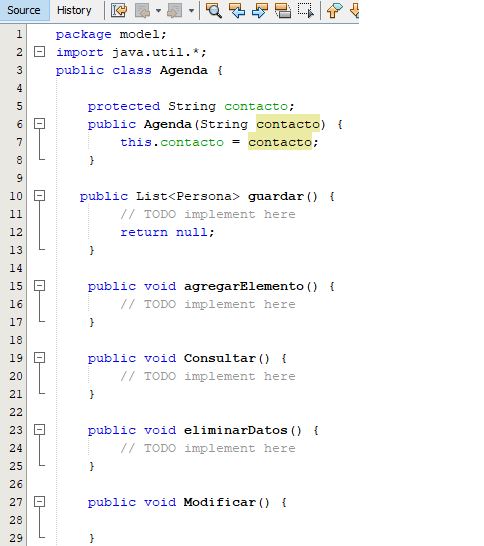 Source History
1 package model;
2 import java.util.*;
3 public class Agenda {
4
5 protected String contacto;
6 public Agenda(String contacto) {
7 this.contacto = contacto;
8 }
9
10 public List<Persona> guardar() {
11 // TODO implement here
12 return null;
13 }
14
15 public void agregarElemento() {
16 // TODO implement here
17 }
18
19 public void Consultar() {
20 // TODO implement here
21 }
22
23 public void eliminarDatos() {
24 // TODO implement here
25 }
26
27 public void Modificar() {
28
29 }